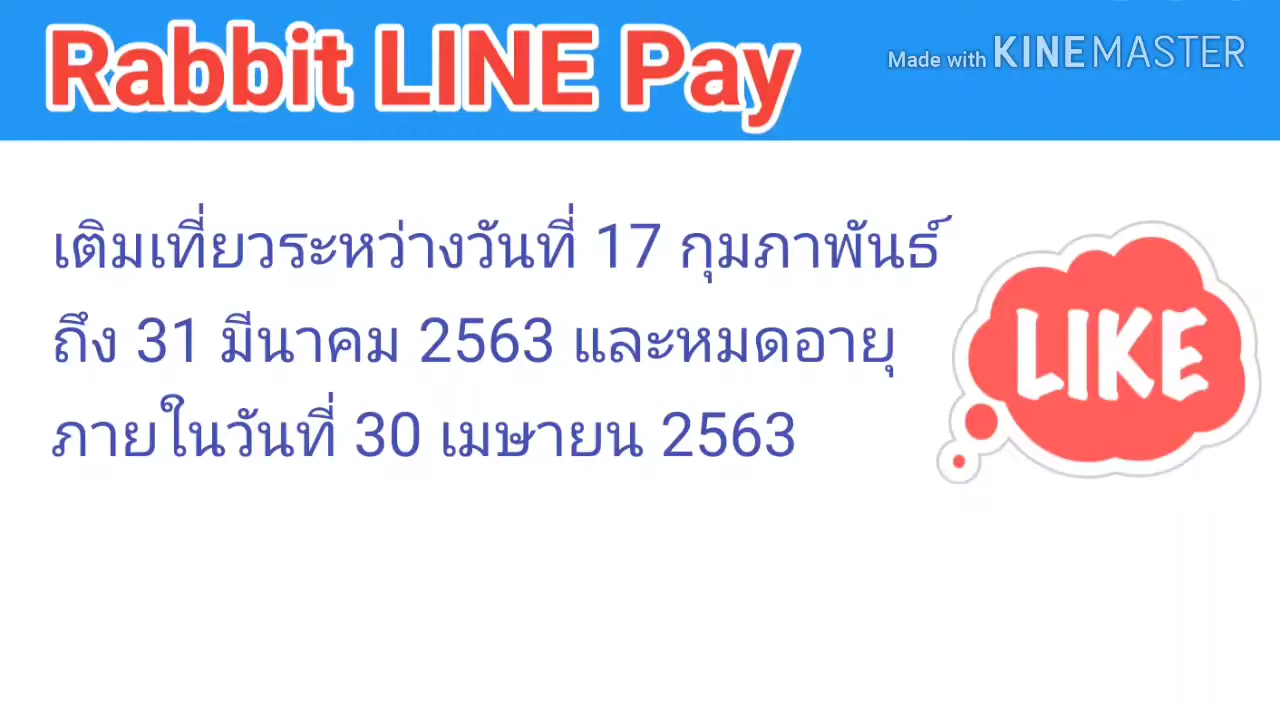 Rabbit LINE Pay
Made with KINEMASTER
เติมเที่ยวระหว่างวันที่ 17 กุมภาพันธ์
ถึง 31 มีนาคม 2563 และหมดอายุ
ภายในวันที่ 30 เมษายน 2563
LIKE